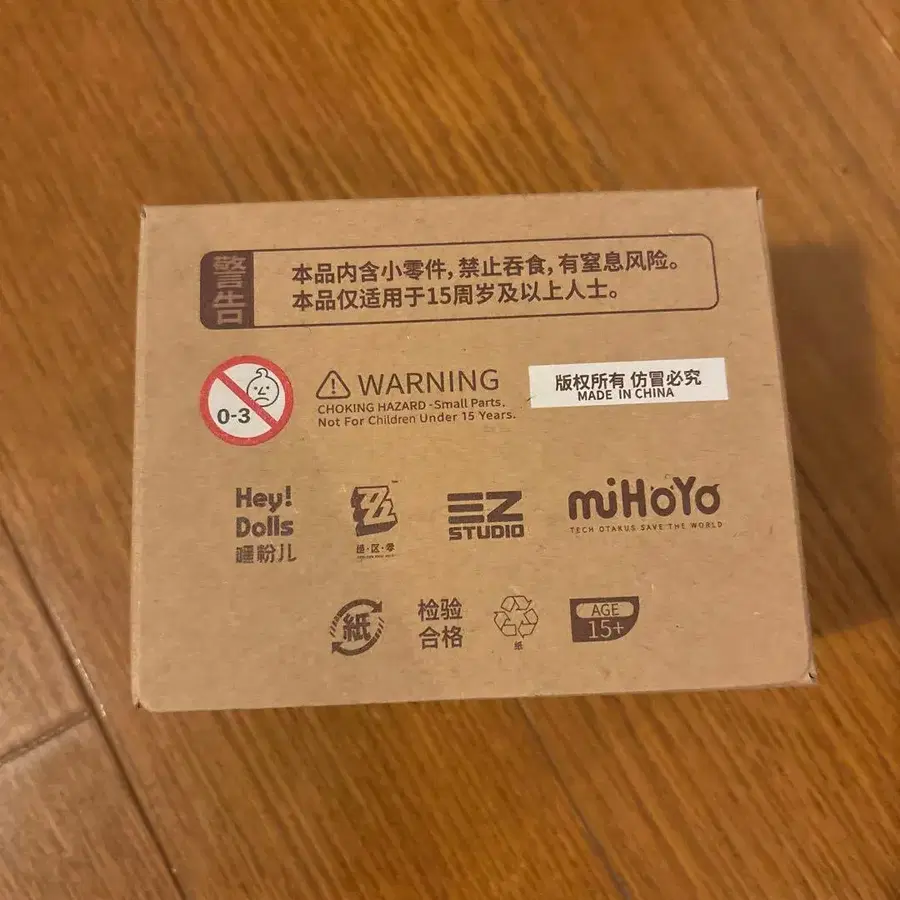 警告
本品内含小零件，禁止吞食，有窒息风险。
本品仅适用于15周岁及以上人士。
0-3
WARNING
CHOKING HAZARD -Small Parts.
Not For Children Under 15 Years.
版权所有 仿冒必究
MADE IN CHINA
Hey!
Dolls
嘿粉儿
绝·区·零
EZ
STUDIO
miHoYo
TECH OTAKUS SAVE THE WORLD
紙
检验
合格
纸
AGE
15+